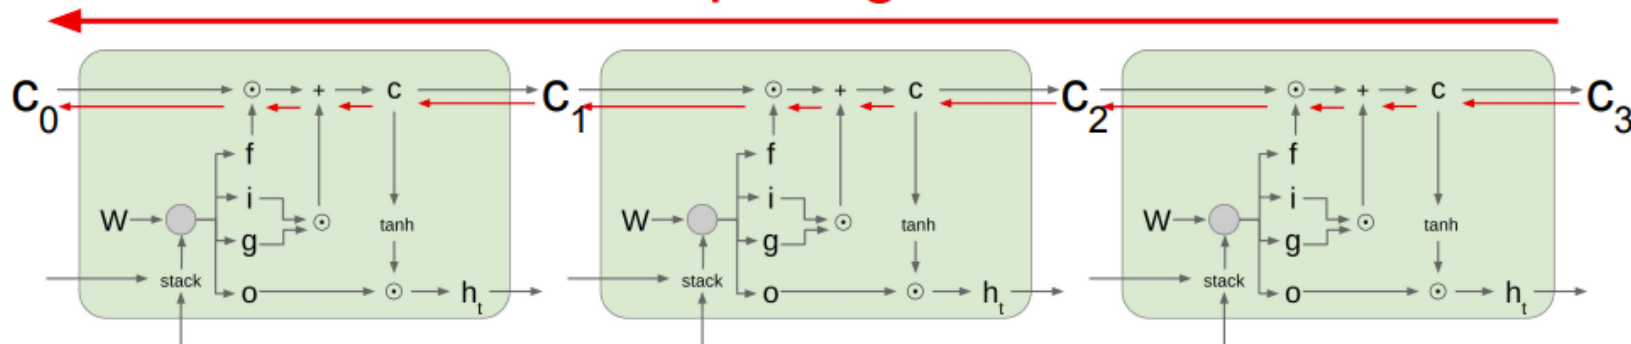 C0 ⊙ + c C1 ⊙ + c C2 ⊙ + c C3
f f f
i i i
W ⊙ tanh W ⊙ tanh W ⊙ tanh
g g g
stack o ⊙ ht stack o ⊙ ht stack o ⊙ ht